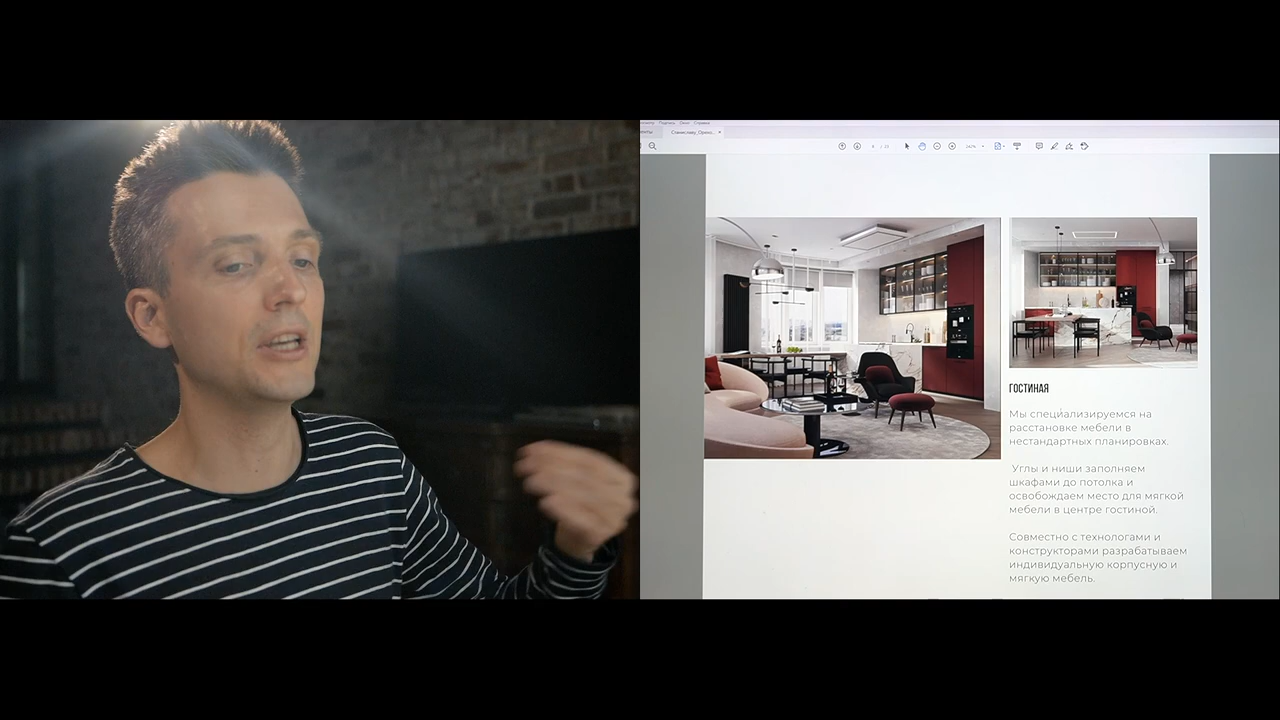 Станиславу_Орехо...
ГОСТИНАЯ
Мы специализируемся на
расстановке мебели в
нестандартных планировках.
Углы и ниши заполняем
шкафами до потолка и
освобождаем место для мягкой
мебели в центре гостиной.
Совместно с технологами и
конструкторами разрабатываем
индивидуальную корпусную и
мягкую мебель.